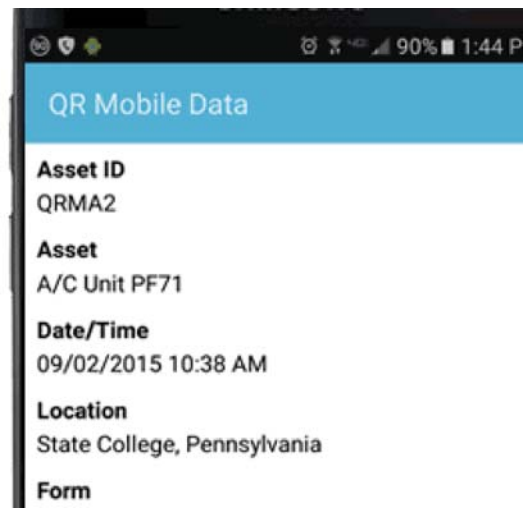 90% 1:44 P
QR Mobile Data
Asset ID
QRMA2
Asset
A/C Unit PF71
Date/Time
09/02/2015 10:38 AM
Location
State College, Pennsylvania
Form